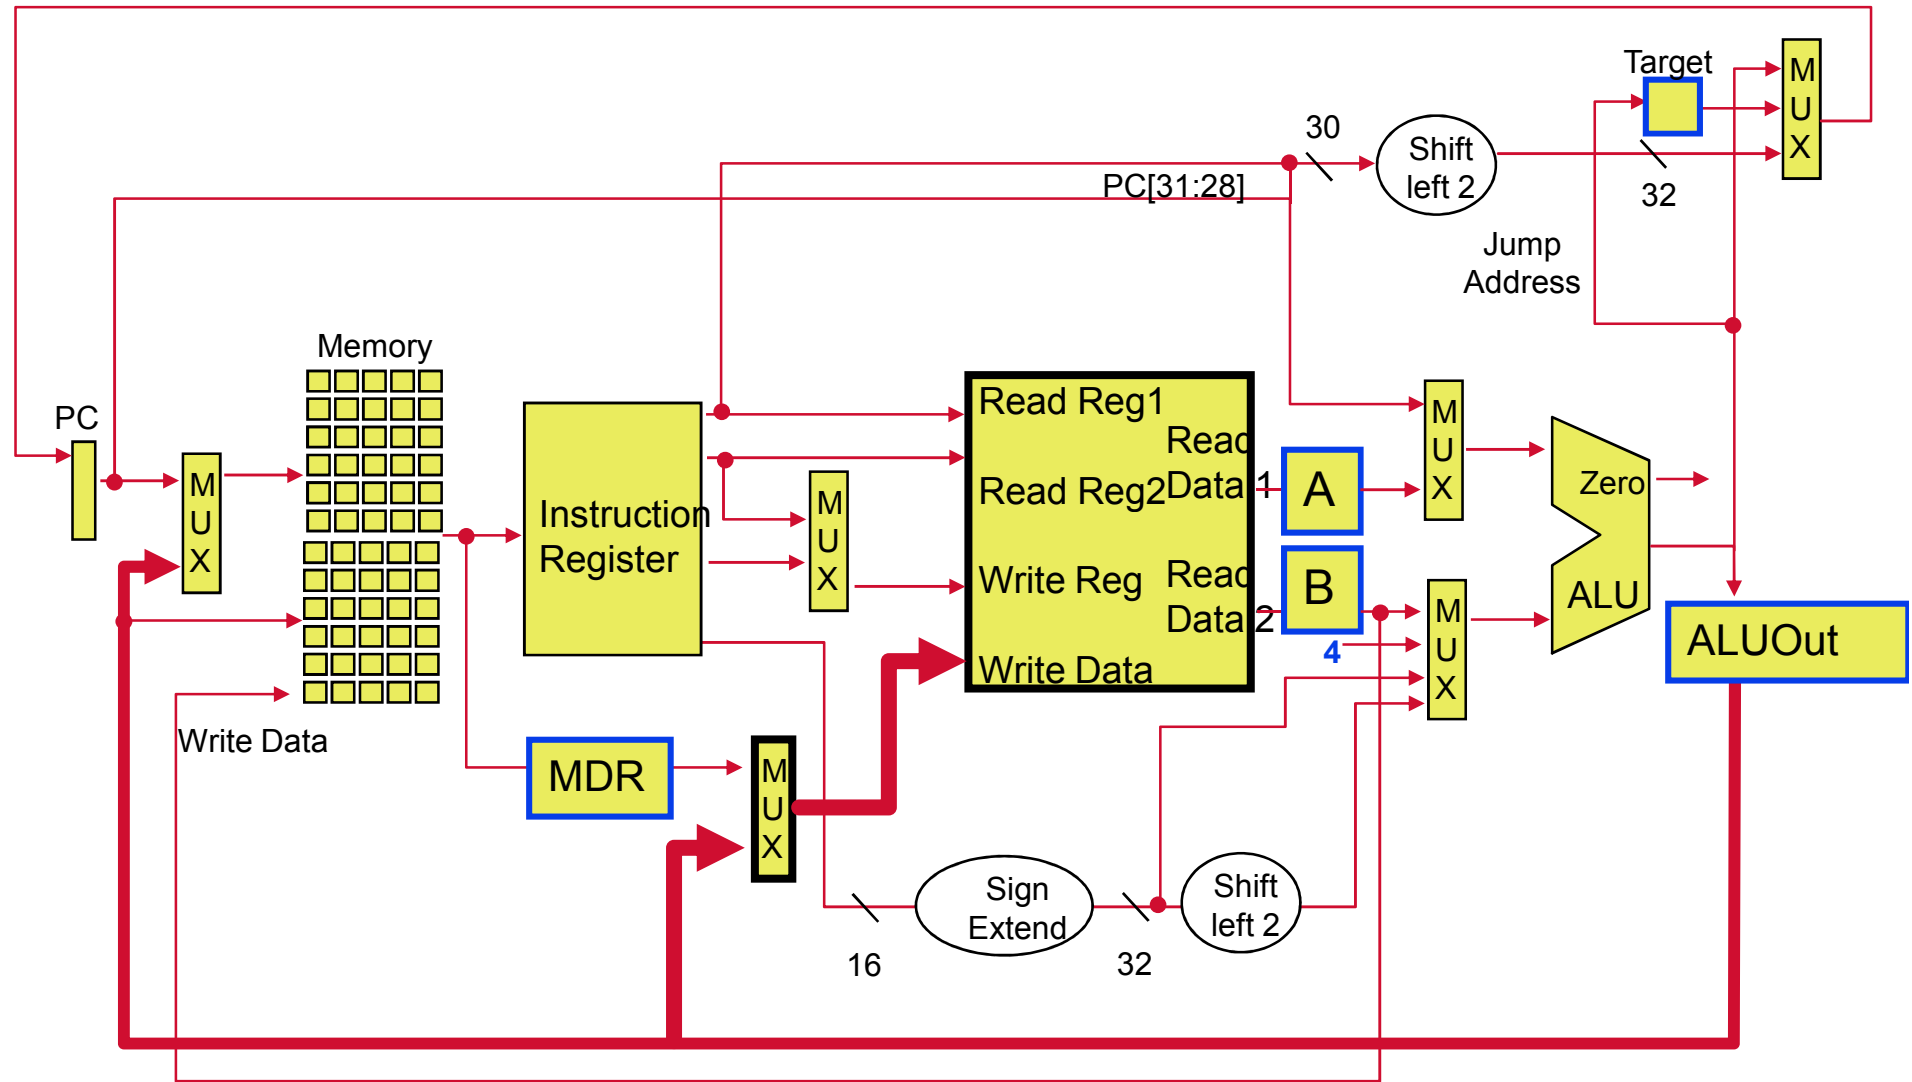 Target
M
U
X
30
Shift
left 2
PC[31:28]
32
Jump
Address
Memory
PC
M
U
X
Instruction
Register
M
U
X
Read Reg1
Read
Data 1
Read Reg2
Write Reg
Read
Data 2
Write Data
A
B
4
M
U
X
M
U
X
Zero
ALU
ALUOut
Write Data
MDR
M
U
X
16
Sign
Extend
32
Shift
left 2